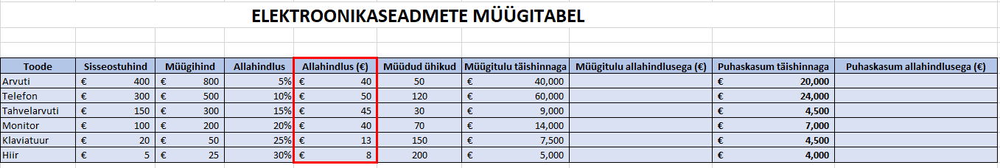 ELEKTROONIKASEADMETE MÜÜGITABEL
Toode Sisseostuhind Müügihind Allahindlus Allahindlus (€) Müüdud ühikud Müügitulu täishinnaga Müügitulu allahindlusega (€) Puhaskasum täishinnaga Puhaskasum allahindlusega (€)
Arvuti € 400 € 800 5% € 40 50 € 40,000 € 20,000
Telefon € 300 € 500 10% € 50 120 € 60,000 € 24,000
Tahvelarvuti € 150 € 300 15% € 45 30 € 9,000 € 4,500
Monitor € 100 € 200 20% € 40 70 € 14,000 € 7,000
Klaviatuur € 20 € 50 25% € 13 150 € 7,500 € 4,500
Hiir € 5 € 25 30% € 8 200 € 5,000 € 4,000